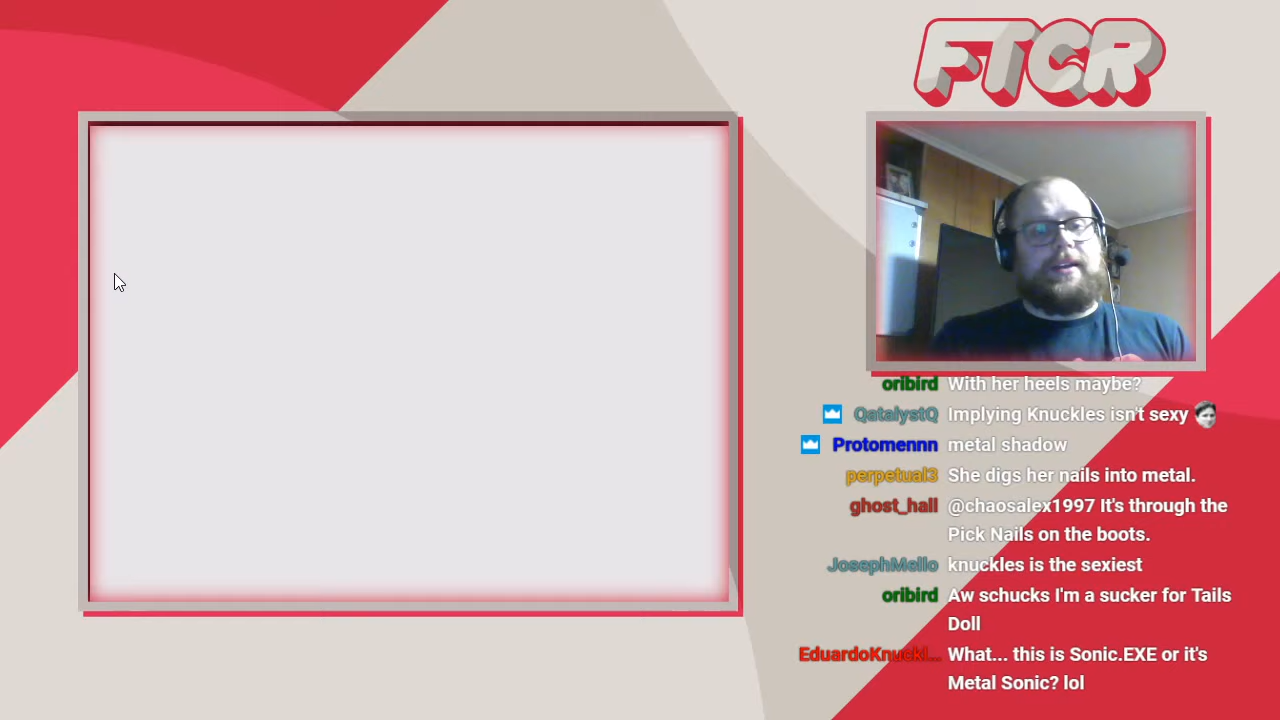 FTCR
oribird With her heels maybe?
QatalystQ Implying Knuckles isn't sexy
Protomennn metal shadow
perpetual3 She digs her nails into metal.
ghost_hall @chaosalex1997 It's through the
Pick Nails on the boots.
JosephMello knuckles is the sexiest
oribird Aw schucks I'm a sucker for Tails
Doll
EduardoKnuckl... What... this is Sonic.EXE or it's
Metal Sonic? lol